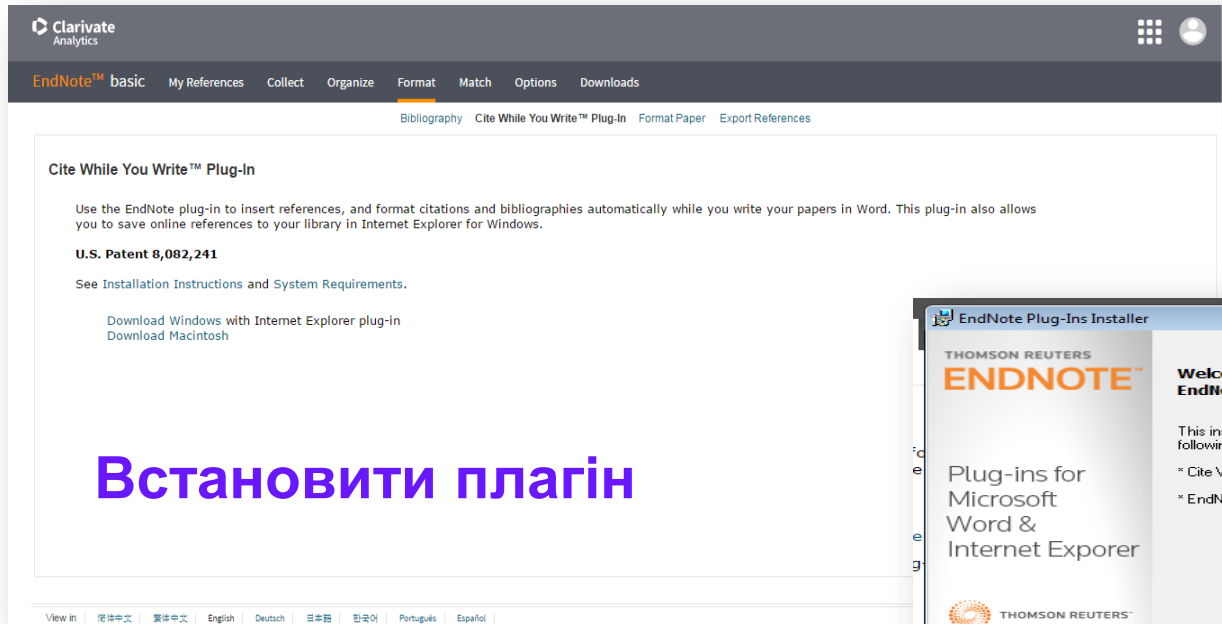 Clarivate
Analytics
EndNote™ basic My References Collect Organize Format Match Options Downloads
Bibliography Cite While You Write™ Plug-In Format Paper Export References
Cite While You Write™ Plug-In
Use the EndNote plug-in to insert references, and format citations and bibliographies automatically while you write your papers in Word. This plug-in also allows
you to save online references to your library in Internet Explorer for Windows.
U.S. Patent 8,082,241
See Installation Instructions and System Requirements.
Download Windows with Internet Explorer plug-in
Download Macintosh
Встановити плагін
View in 简体中文 繁体中文 English Deutsch 日本語 한국어 Português Español
EndNote Plug-Ins Installer
THOMSON REUTERS
ENDNOTE™
Plug-ins for
Microsoft
Word &
Internet Exporer
THOMSON REUTERS™
This
* Cite